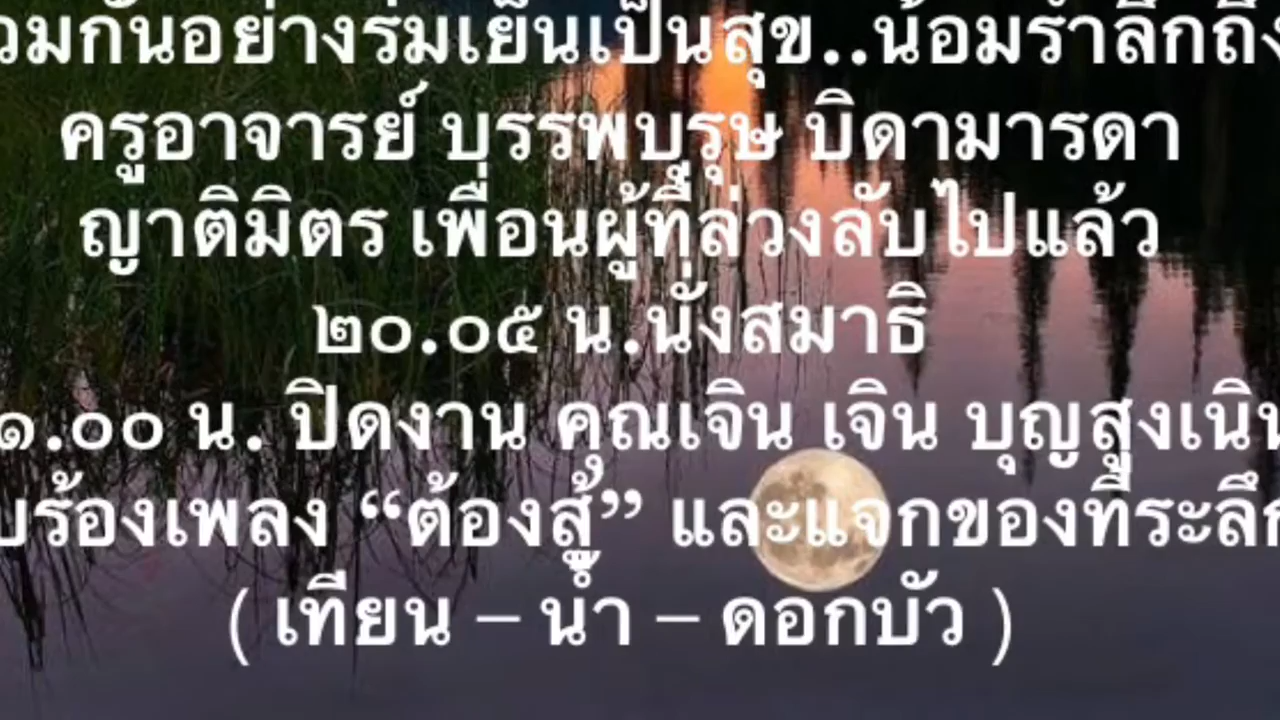 วมกันอย่างร่มเย็นเป็นสุข..น้อมรำลึกถึง
ครูอาจารย์ บรรพบุรุษ บิดามารดา
ญาติมิตร เพื่อนผู้ที่ล่วงลับไปแล้ว
๒๐.๐๕ น.นั่งสมาธิ
๑.๐๐ น. ปิดงาน คุณเจิน เจิน บุญสูงเนิน
บร้องเพลง “ต้องสู้” และแจกของที่ระลึก
( เทียน – น้ำ – ดอกบัว )